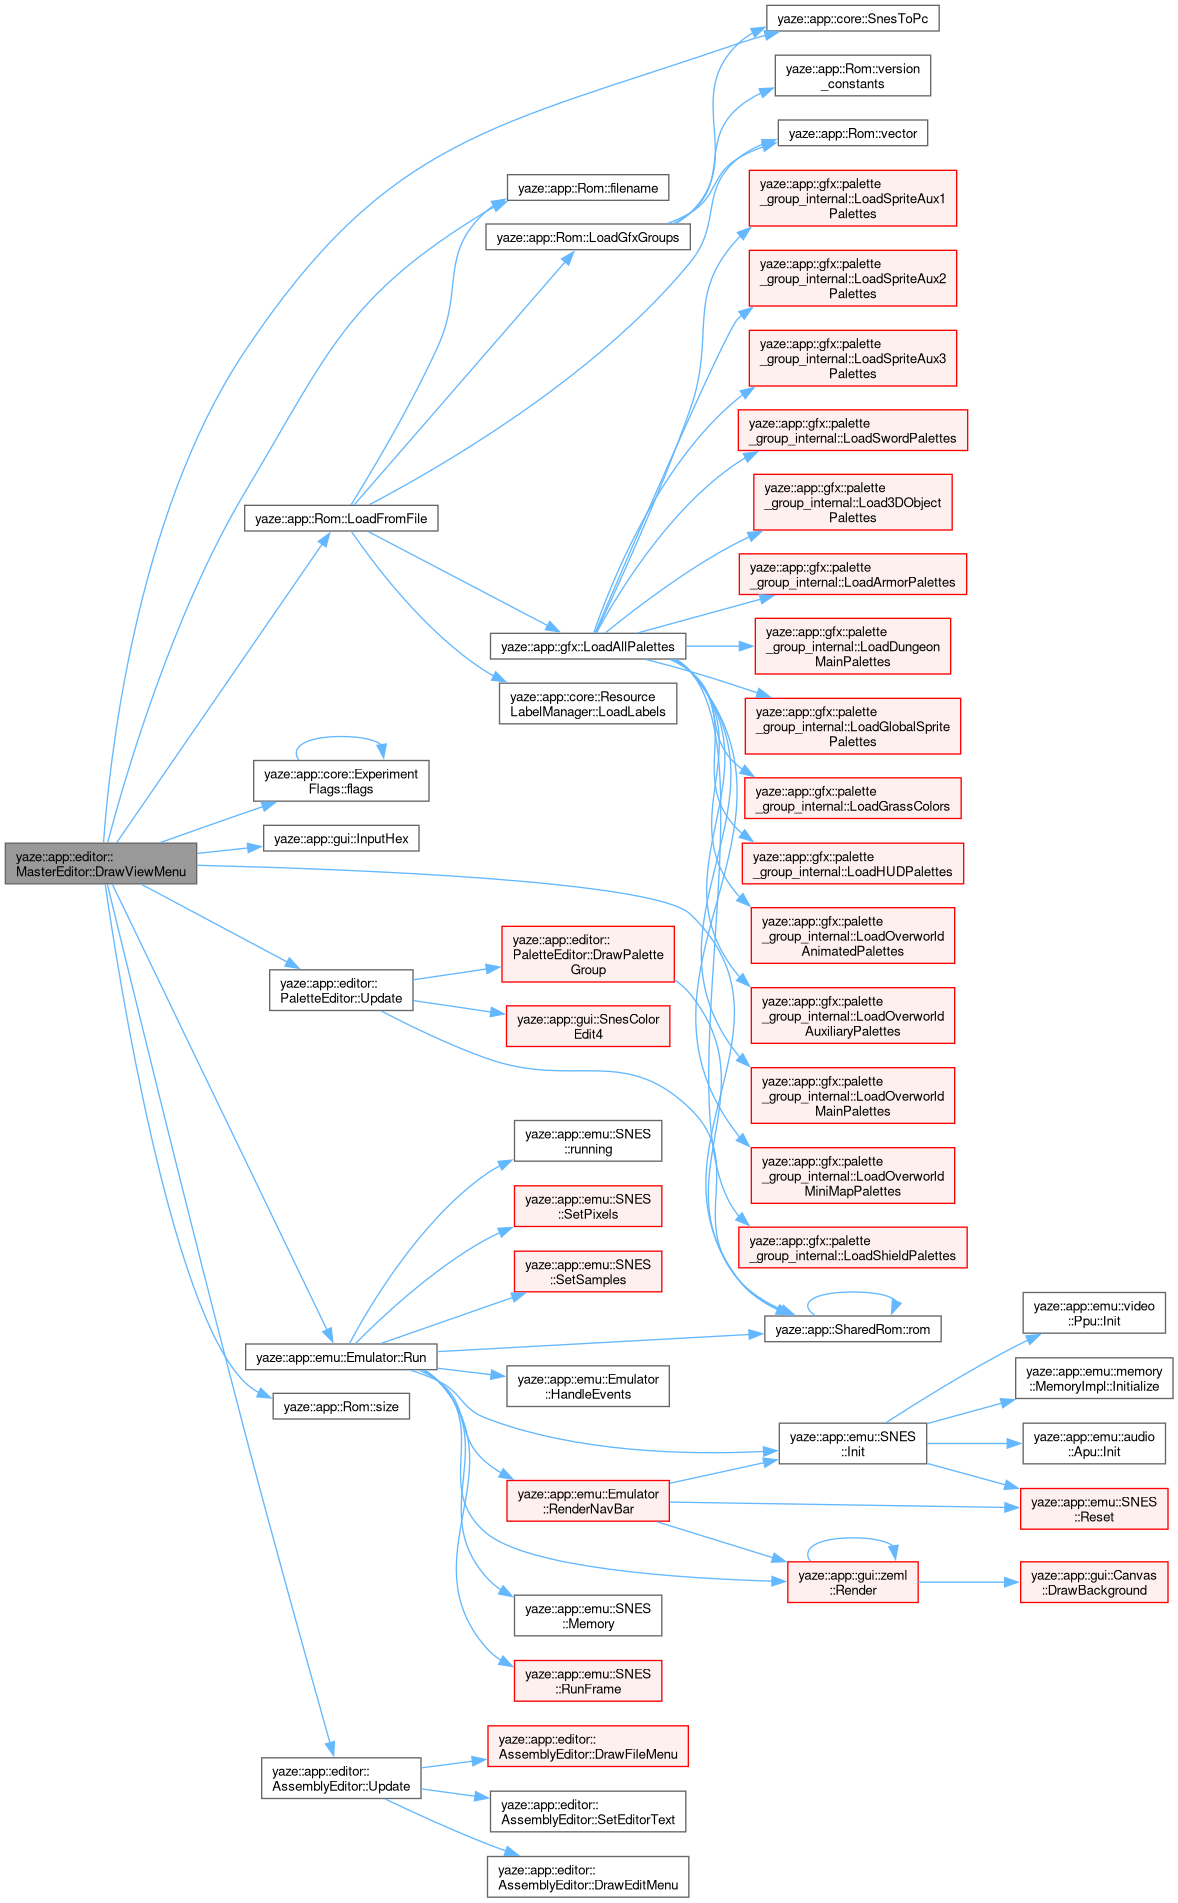 yaze::app::core::SnesToPc
yaze::app::Rom::version
_constants
yaze::app::Rom::vector
yaze::app::Rom::filename
yaze::app::gfx::palette
_group_internal::LoadSpriteAux1
Palettes
yaze::app::Rom::LoadGfxGroups
yaze::app::gfx::palette
_group_internal::LoadSpriteAux2
Palettes
yaze::app::gfx::palette
_group_internal::LoadSpriteAux3
Palettes
yaze::app::gfx::palette
_group_internal::LoadSwordPalettes
yaze::app::gfx::palette
_group_internal::Load3DObject
Palettes
yaze::app::Rom::LoadFromFile
yaze::app::gfx::palette
_group_internal::LoadArmorPalettes
yaze::app::gfx::LoadAllPalettes
yaze::app::gfx::palette
_group_internal::LoadDungeon
MainPalettes
yaze::app::core::Resource
LabelManager::LoadLabels
yaze::app::gfx::palette
_group_internal::LoadGlobalSprite
Palettes
yaze::app::core::Experiment
Flags::flags
yaze::app::gfx::palette
_group_internal::LoadGrassColors
yaze::app::gui::InputHex
yaze::app::editor::
MasterEditor::DrawViewMenu
yaze::app::gfx::palette
_group_internal::LoadHUDPalettes
yaze::app::gfx::palette
_group_internal::LoadOverworld
AnimatedPalettes
yaze::app::editor::
PaletteEditor::DrawPalette
Group
yaze::app::editor::
PaletteEditor::Update
yaze::app::gui::SnesColor
Edit4
yaze::app::gfx::palette
_group_internal::LoadOverworld
AuxiliaryPalettes
yaze::app::gfx::palette
_group_internal::LoadOverworld
MainPalettes
yaze::app::emu::SNES
::running
yaze::app::gfx::palette
_group_internal::LoadOverworld
MiniMapPalettes
yaze::app::emu::SNES
::SetPixels
yaze::app::gfx::palette
_group_internal::LoadShieldPalettes
yaze::app::emu::SNES
::SetSamples
yaze::app::SharedRom::rom
yaze::app::emu::video
::Ppu::Init
yaze::app::emu::Emulator::Run
yaze::app::emu::Emulator
::HandleEvents
yaze::app::emu::memory
::MemoryImpl::Initialize
yaze::app::Rom::size
yaze::app::emu::SNES
::Init
yaze::app::emu::audio
::Apu::Init
yaze::app::emu::Emulator
::RenderNavBar
yaze::app::emu::SNES
::Reset
yaze::app::gui::zeml
::Render
yaze::app::gui::Canvas
::DrawBackground
yaze::app::emu::SNES
::Memory
yaze::app::emu::SNES
::RunFrame
yaze::app::editor::
AssemblyEditor::DrawFileMenu
yaze::app::editor::
AssemblyEditor::Update
yaze::app::editor::
AssemblyEditor::SetEditorText
yaze::app::editor::
AssemblyEditor::DrawEditMenu